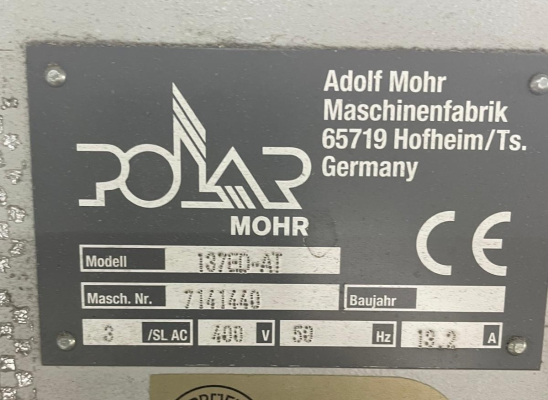 POLAR
MOHR
Adolf Mohr
Maschinenfabrik
65719 Hofheim/Ts.
Germany
CE
Modell 137ED-AT
Masch. Nr. 7141440 Baujahr
3 /SL AC 400 V 50 Hz 13.2 A